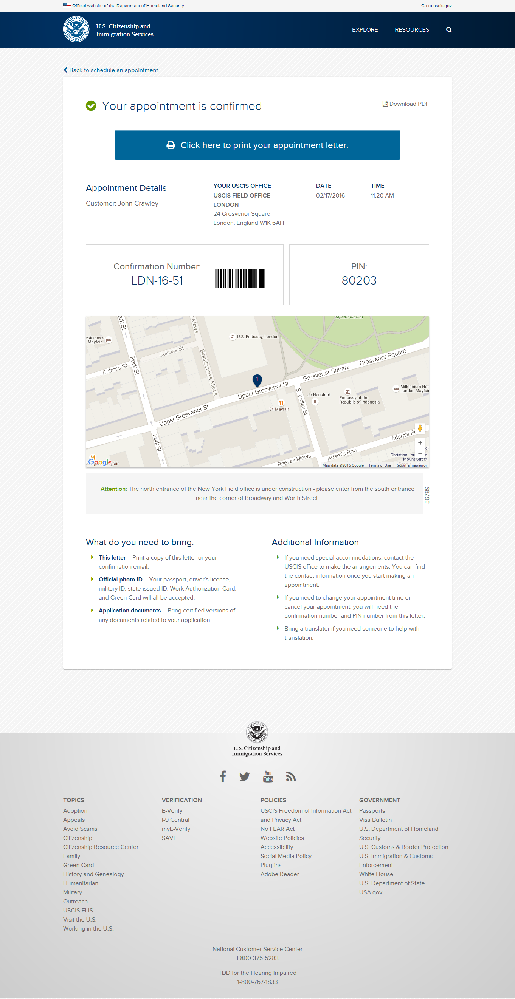 Official website of the Department of Homeland Security
Go to uscis.gov
U.S. Citizenship and
Immigration Services
EXPLORE
RESOURCES
Back to schedule an appointment
Your appointment is confirmed
Download PDF
Click here to print your appointment letter.
Appointment Details
Customer: John Crawley
YOUR USCIS OFFICE
USCIS FIELD OFFICE -
LONDON
24 Grosvenor Square
London, England W1K 6AH
DATE
02/17/2016
TIME
11:20 AM
Confirmation Number:
LDN-16-51
PIN:
80203
Square Garden
ark St
s Mews
U.S. Embassy, London
esidences
Mayfair...
Culross St
Culross St
Park St
Blackburne's Mews
Grosvenor Square
Grosvenor Square
1
Upper Grosvenor St
S Audley St
Jo Hansford
Embassy of the
Republic of Indonesia
Millennium Hot
London Mayfair
34 Mayfair
Upper Grosvenor St
Park St
Adam's R
Adam's Row
Reeves Mews
Christian Lou
Mount Street
Google
yfair
Map data ©2016 Google
Terms of Use
Report a map error
Attention: The north entrance of the New York Field office is under construction - please enter from the south entrance
near the corner of Broadway and Worth Street.
56789
What do you need to bring:
This letter – Print a copy of this letter or your
confirmation email.
Official photo ID – Your passport, driver’s license,
military ID, state-issued ID, Work Authorization Card,
and Green Card will all be accepted.
Application documents – Bring certified versions of
any documents related to your application.
Additional Information
If you need special accommodations, contact the
USCIS office to make the arrangements. You can find
the contact information once you start making an
appointment.
If you need to change your appointment time or
cancel your appointment, you will need the
confirmation number and PIN number from this letter.
Bring a translator if you need someone to help with
translation.
U.S. Citizenship and
Immigration Services
You
Tube
TOPICS
Adoption
Appeals
Avoid Scams
Citizenship
Citizenship Resource Center
Family
Green Card
History and Genealogy
Humanitarian
Military
Outreach
USCIS ELIS
Visit the U.S.
Working in the U.S.
VERIFICATION
E-Verify
I-9 Central
myE-Verify
SAVE
POLICIES
USCIS Freedom of Information Act
and Privacy Act
No FEAR Act
Website Policies
Accessibility
Social Media Policy
Plug-ins
Adobe Reader
GOVERNMENT
Passports
Visa Bulletin
U.S. Department of Homeland
Security
U.S. Customs & Border Protection
U.S. Immigration & Customs
Enforcement
White House
U.S. Department of State
USA.gov
National Customer Service Center
1-800-375-5283
TDD for the Hearing Impaired
1-800-767-1833